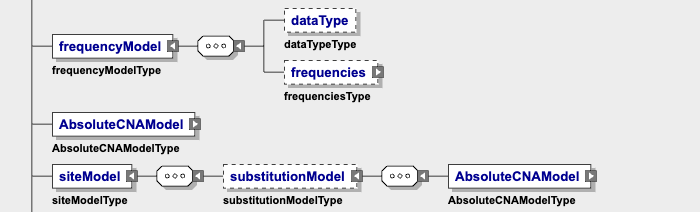 dataType
dataTypeType
frequencyModel
frequencyModelType
frequencies
frequenciesType
AbsoluteCNAModel
AbsoluteCNAModelType
siteModel substitutionModel AbsoluteCNAModel
siteModelType substitutionModelType AbsoluteCNAModelType